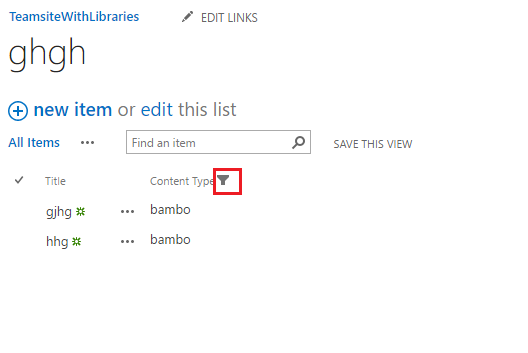 TeamsiteWithLibraries EDIT LINKS
ghgh
new item or edit this list
All Items ••• Find an item SAVE THIS VIEW
Title Content Type
gjhg ••• bambo
hhg ••• bambo